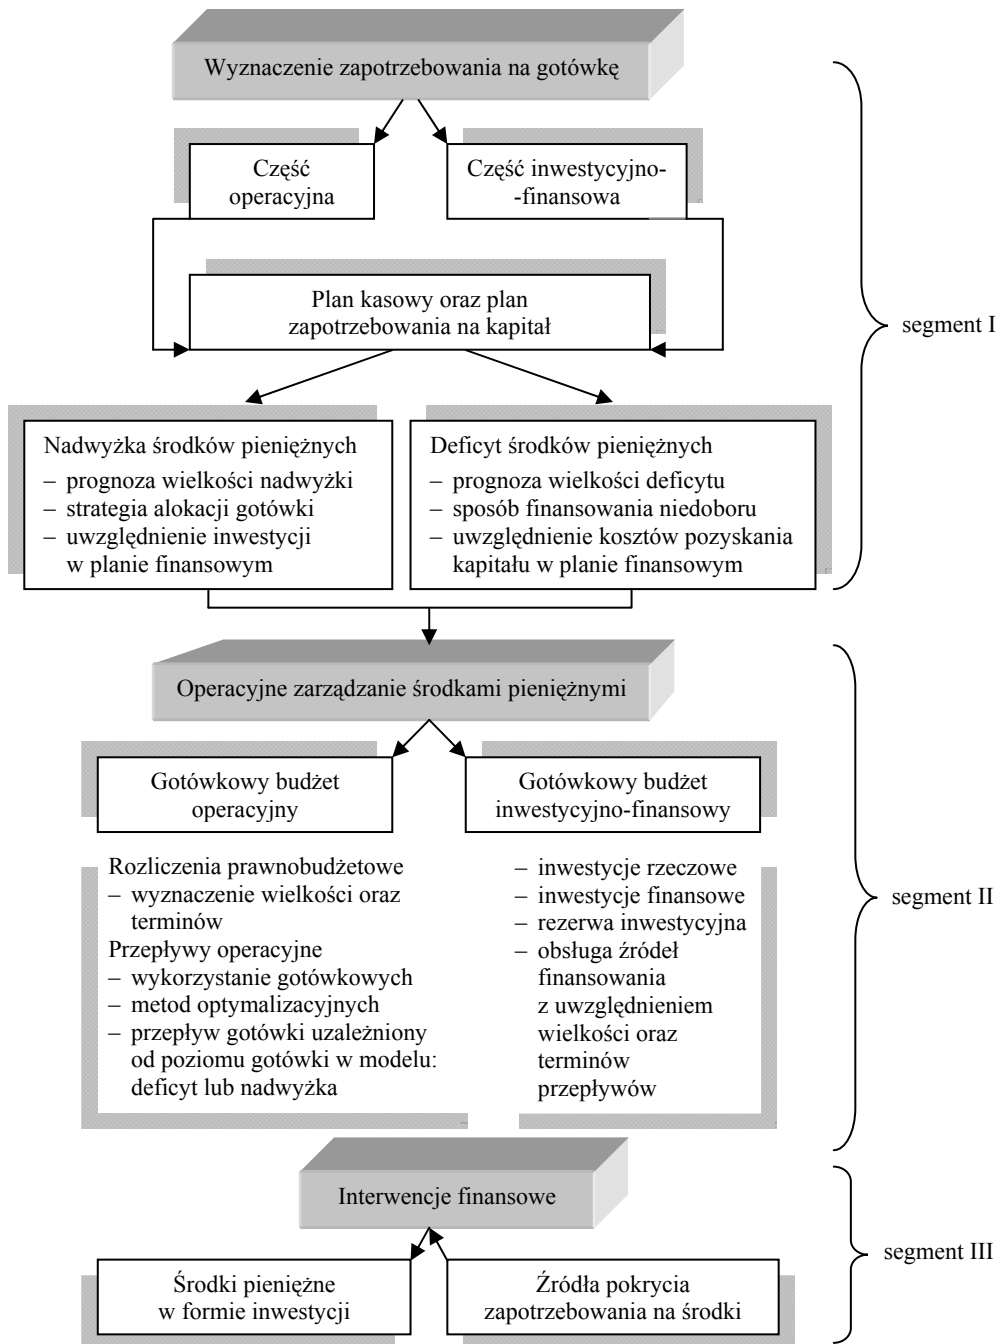 Wyznaczenie zapotrzebowania na gotówkę
Część
operacyjna
Część inwestycyjno-
-finansowa
Plan kasowy oraz plan
zapotrzebowania na kapitał
segment I
Nadwyżka środków pieniężnych
– prognoza wielkości nadwyżki
– strategia alokacji gotówki
– uwzględnienie inwestycji
w planie finansowym
Deficyt środków pieniężnych
– prognoza wielkości deficytu
– sposób finansowania niedoboru
– uwzględnienie kosztów pozyskania
kapitału w planie finansowym
Operacyjne zarządzanie środkami pieniężnymi
Gotówkowy budżet
operacyjny
Gotówkowy budżet
inwestycyjno-finansowy
Rozliczenia prawnobudżetowe
– wyznaczenie wielkości oraz
terminów
Przepływy operacyjne
– wykorzystanie gotówkowych
– metod optymalizacyjnych
– przepływ gotówki uzależniony
od poziomu gotówki w modelu:
deficyt lub nadwyżka
– inwestycje rzeczowe
– inwestycje finansowe
– rezerwa inwestycyjna
– obsługa źródeł
finansowania
z uwzględnieniem
wielkości oraz
terminów
przepływów
segment II
Interwencje finansowe
Środki pieniężne
w formie inwestycji
Źródła pokrycia
zapotrzebowania na środki
segment III